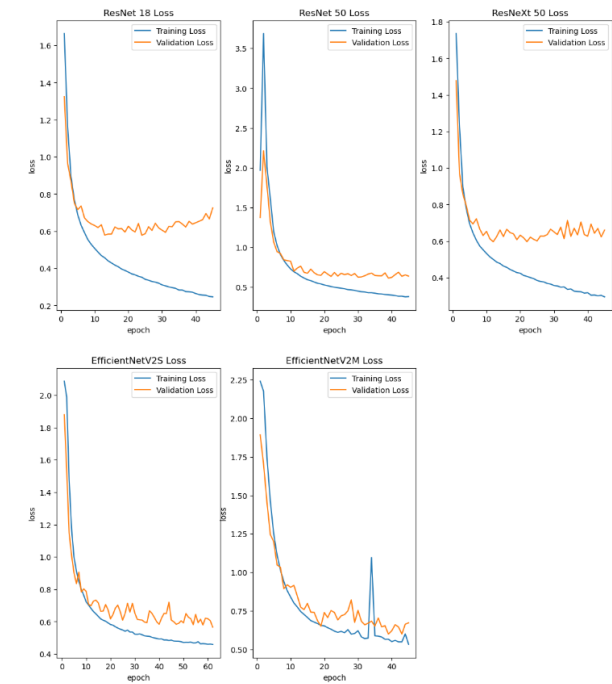 ResNet 18 Loss
Training Loss
Validation Loss
1.6
1.4
1.2
1.0
0.8
0.6
0.4
0.2
loss
0 10 20 30 40
epoch
ResNet 50 Loss
Training Loss
Validation Loss
3.5
3.0
2.5
2.0
1.5
1.0
0.5
loss
0 10 20 30 40
epoch
ResNeXt 50 Loss
Training Loss
Validation Loss
1.8
1.6
1.4
1.2
1.0
0.8
0.6
0.4
loss
0 10 20 30 40
epoch
EfficientNetV2S Loss
Training Loss
Validation Loss
2.0
1.8
1.6
1.4
1.2
1.0
0.8
0.6
0.4
loss
0 10 20 30 40 50 60
epoch
EfficientNetV2M Loss
Training Loss
Validation Loss
2.25
2.00
1.75
1.50
1.25
1.00
0.75
0.50
loss
0 10 20 30 40
epoch